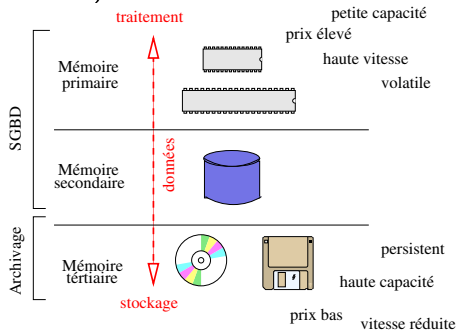 traitement
petite capacité
prix élevé
haute vitesse
volatile
SGBD
Mémoire
primaire
données
Mémoire
secondaire
Archivage
Mémoire
tértiaire
stockage
persistent
haute capacité
prix bas
vitesse réduite